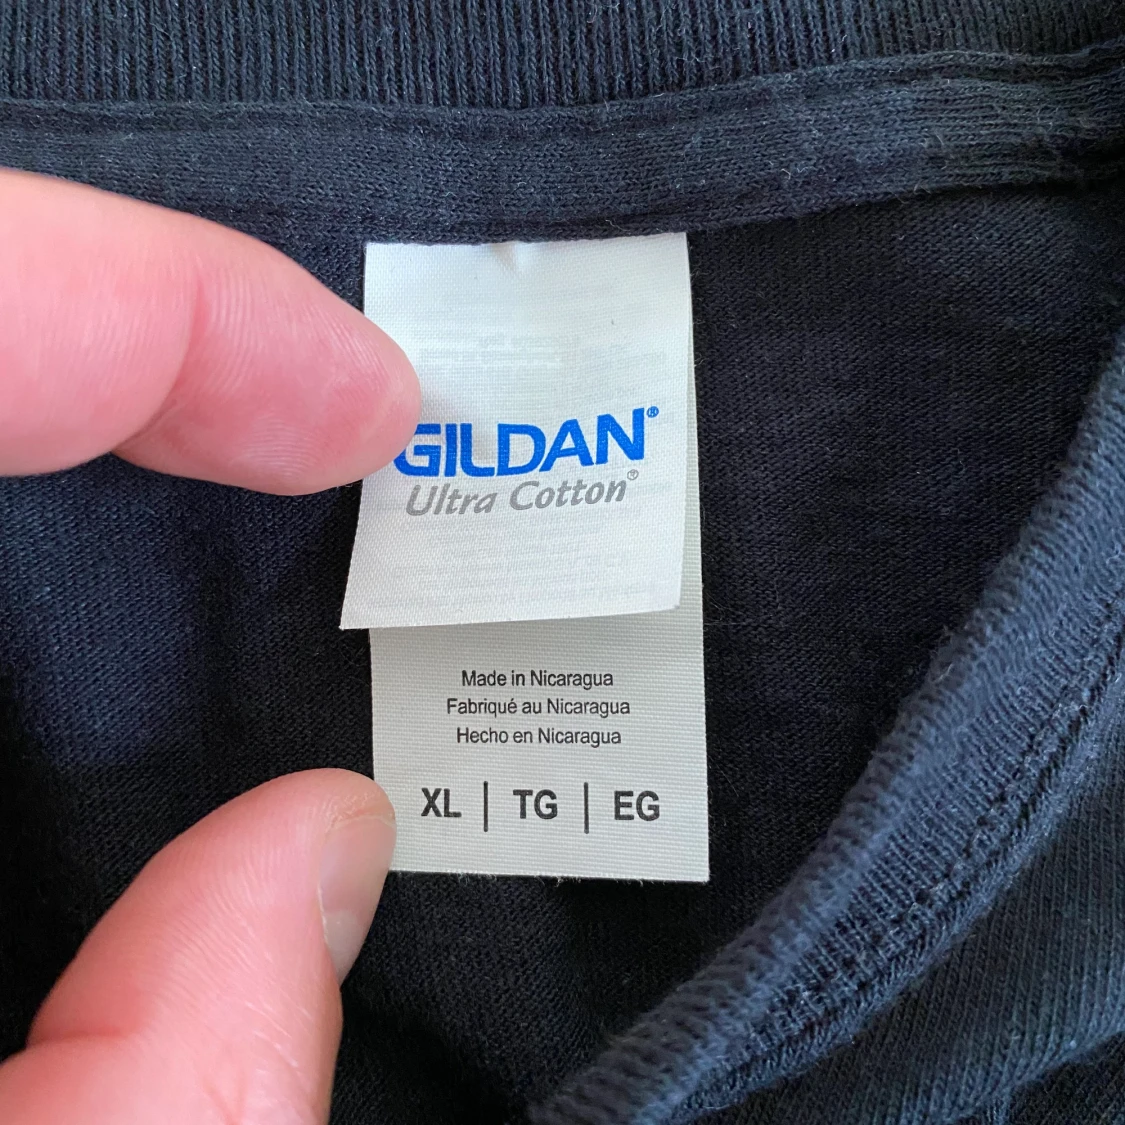 GILDAN®
Ultra Cotton®
Made in Nicaragua
Fabriqué au Nicaragua
Hecho en Nicaragua
XL | TG | EG